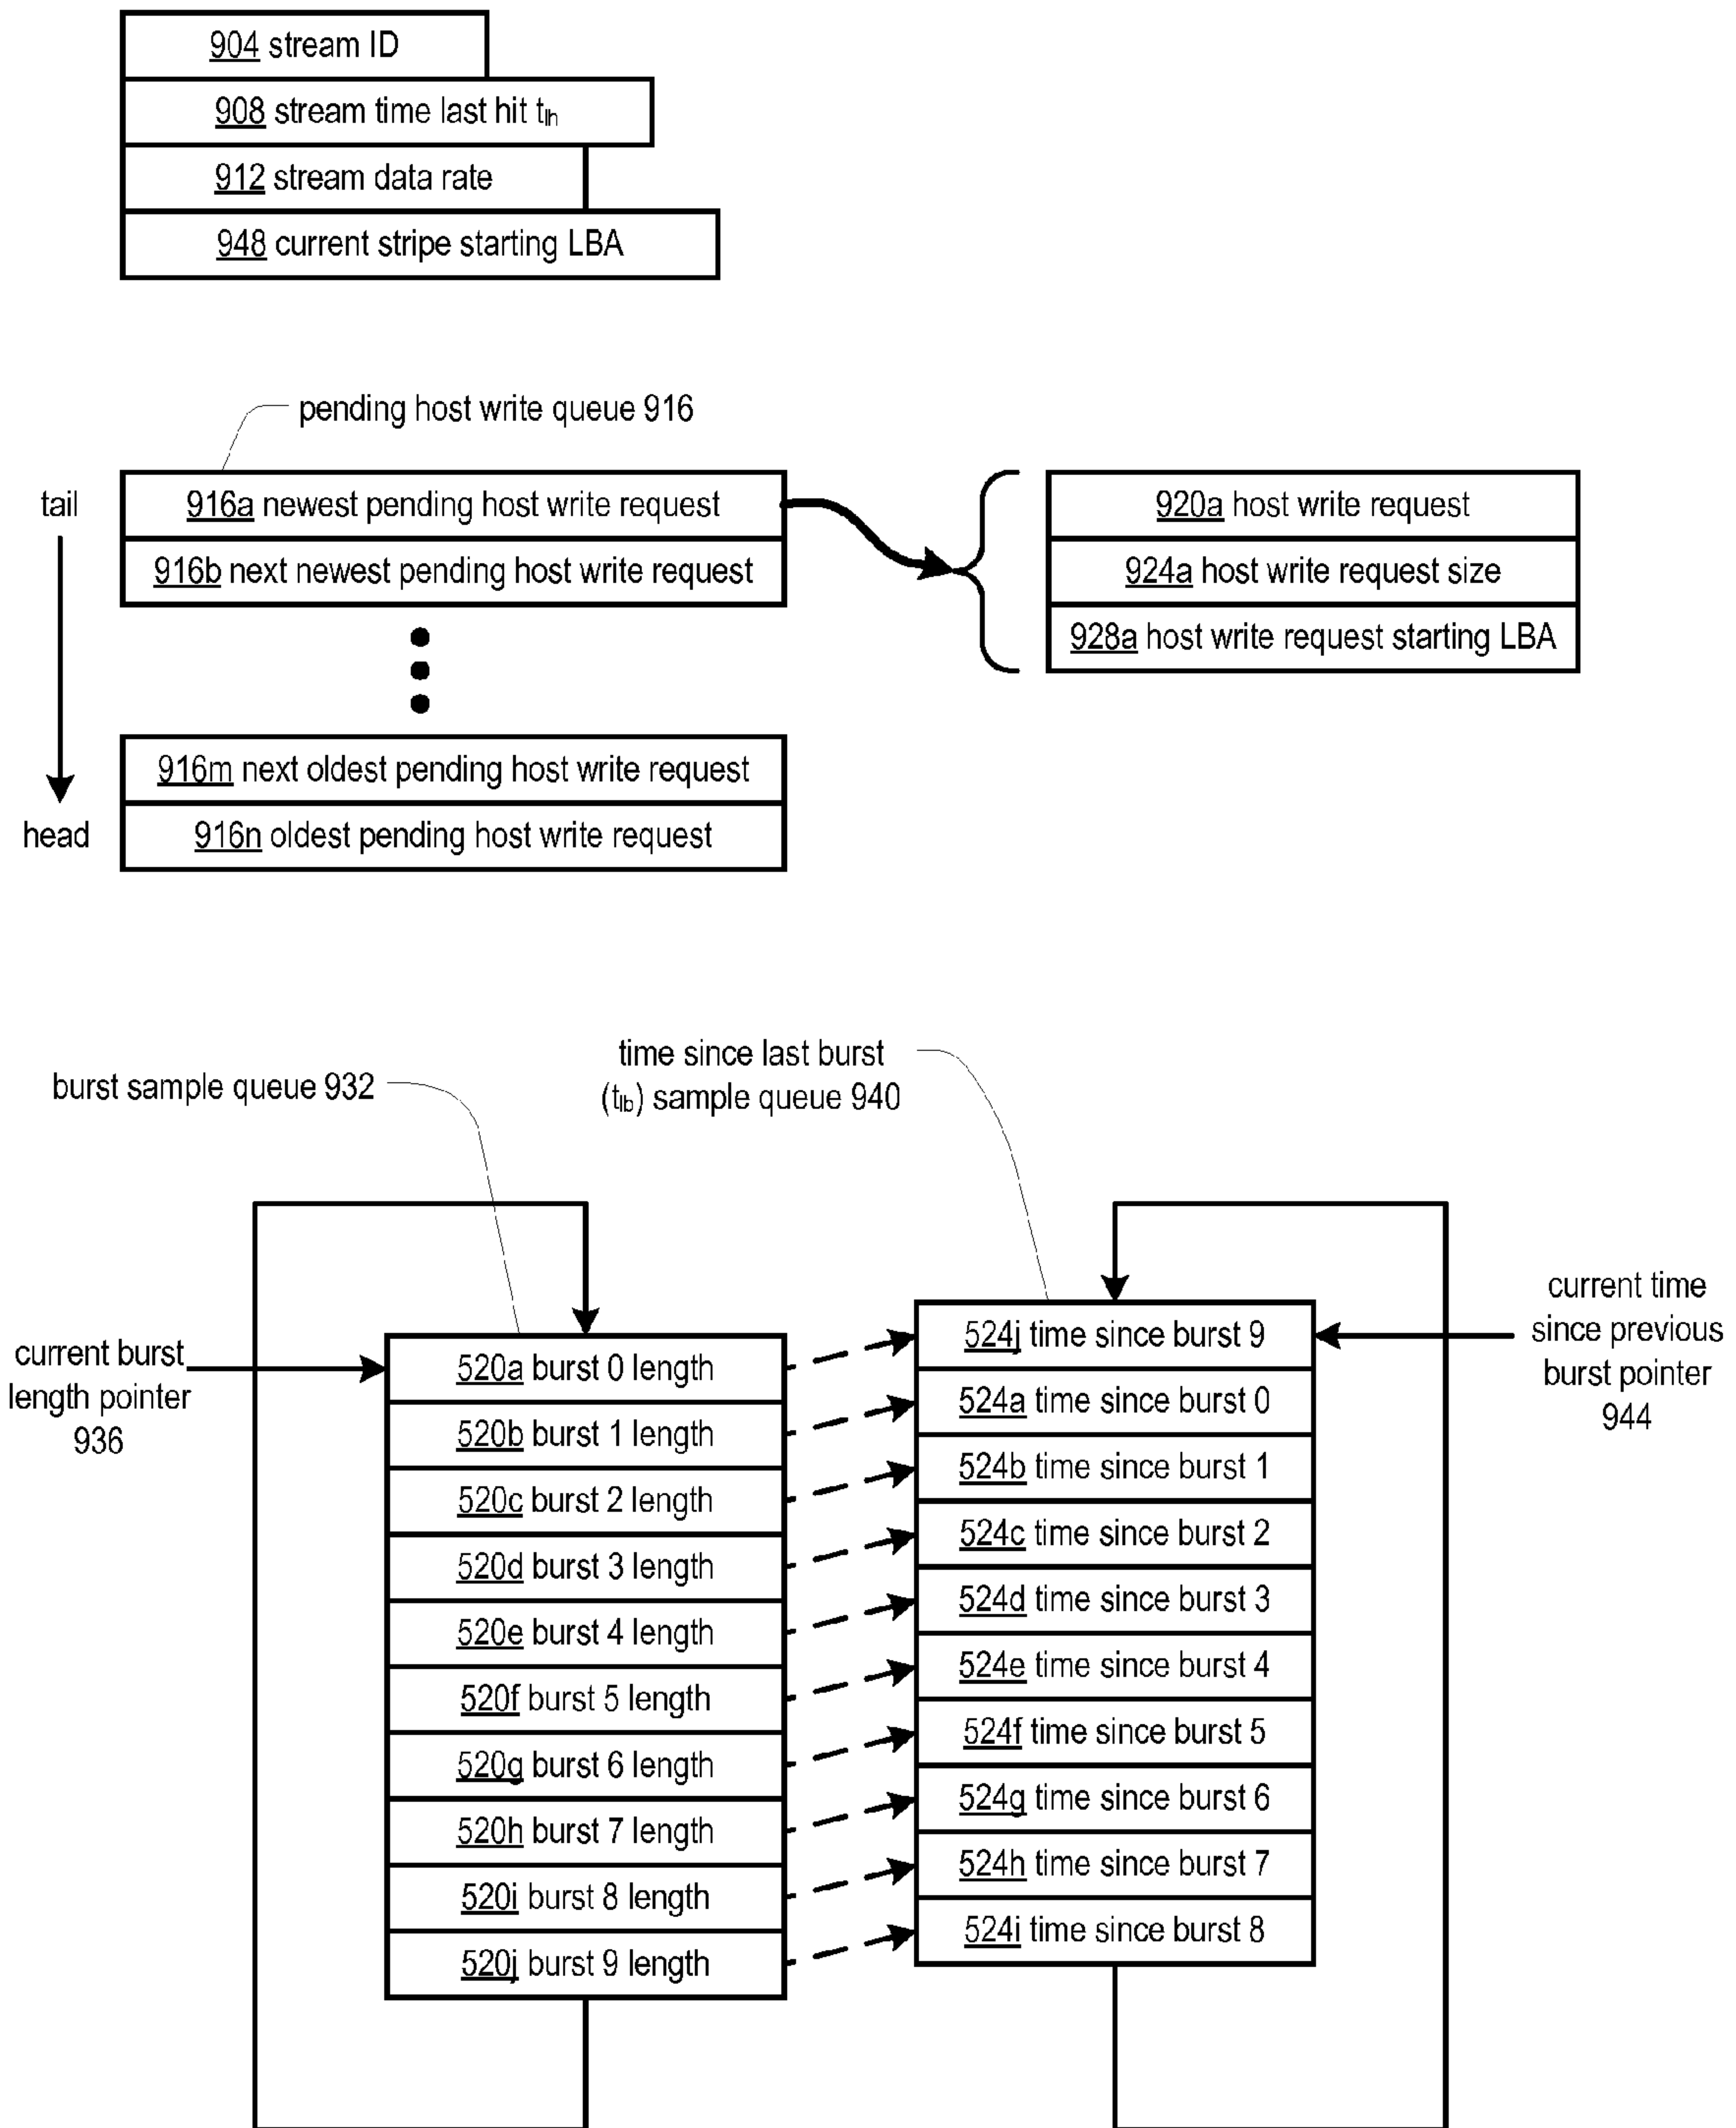 904 stream ID
908 stream time last hit tlh
912 stream data rate
948 current stripe starting LBA
pending host write queue 916
tail
916a newest pending host write request
916b next newest pending host write request
920a host write request
924a host write request size
928a host write request starting LBA
916m next oldest pending host write request
916n oldest pending host write request
head
burst sample queue 932
time since last burst
(tlb) sample queue 940
current burst
length pointer
936
520a burst 0 length
520b burst 1 length
520c burst 2 length
520d burst 3 length
520e burst 4 length
520f burst 5 length
520g burst 6 length
520h burst 7 length
520i burst 8 length
520j burst 9 length
524j time since burst 9
524a time since burst 0
524b time since burst 1
524c time since burst 2
524d time since burst 3
524e time since burst 4
524f time since burst 5
524g time since burst 6
524h time since burst 7
524i time since burst 8
current time
since previous
burst pointer
944